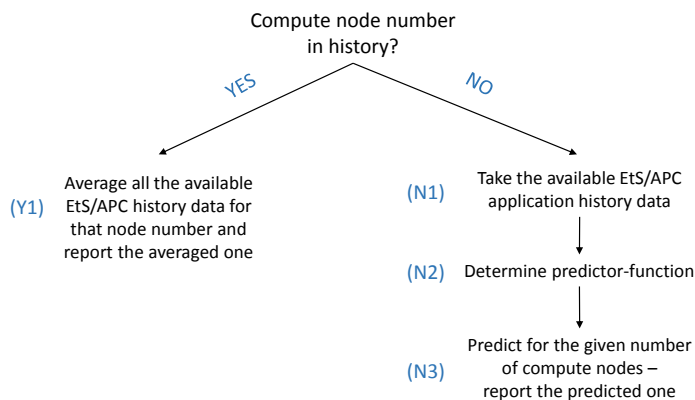 Compute node number
in history?
YES
NO
(Y1)
Average all the available
EtS/APC history data for
that node number and
report the averaged one
(N1)
Take the available EtS/APC
application history data
(N2)
Determine predictor-function
(N3)
Predict for the given number
of compute nodes –
report the predicted one